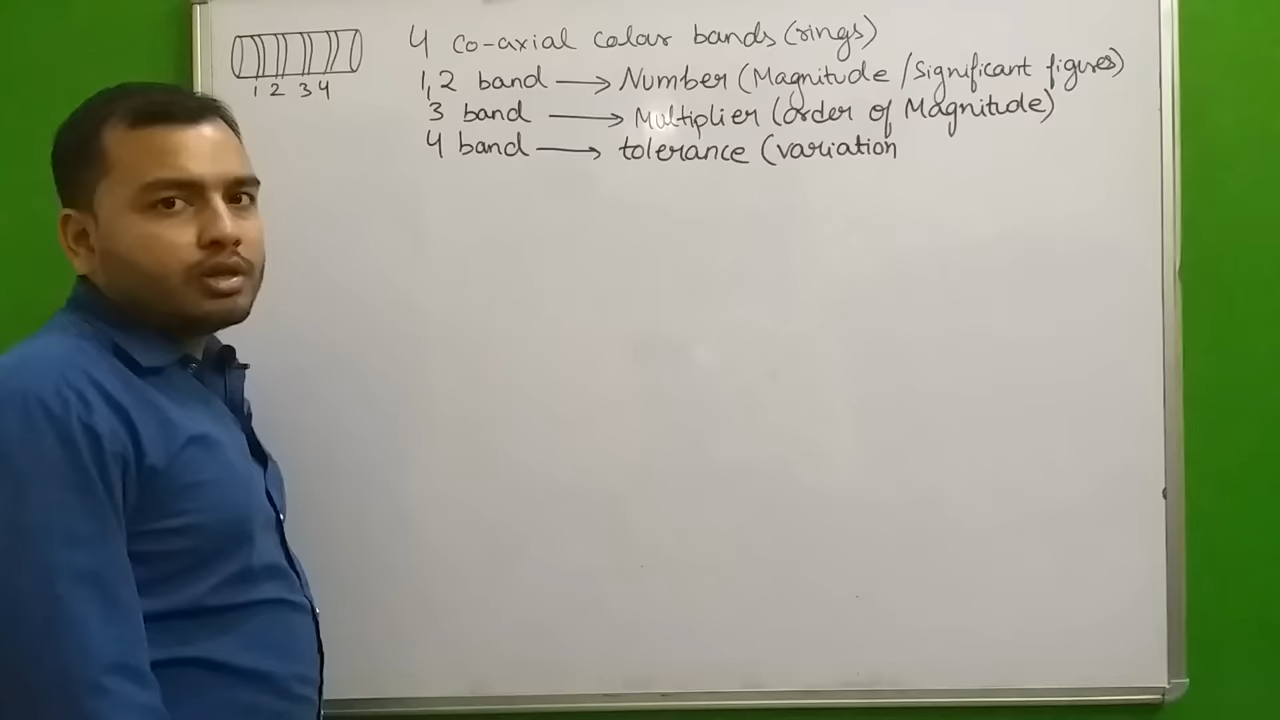 4 co-axial colour bands (rings)
1,2 band → Number (Magnitude / Significant figures)
3 band → Multiplier (order of Magnitude)
4 band → tolerance (variation
1 2 3 4